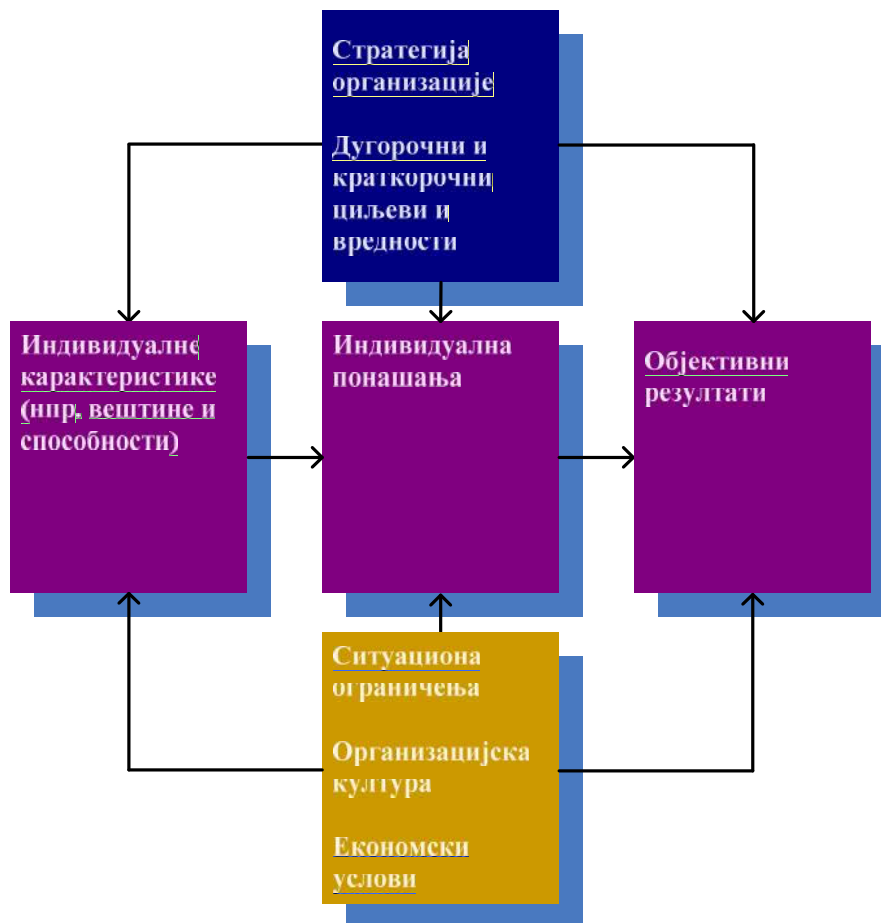 Стратегија
организације
Дугорочни и
краткорочни
циљеви и
вредности
Индивидуалне
карактеристике
(нпр. вештине и
способности)
Индивидуална
понашања
Објективни
резултати
Ситуациона
ограничења
Организацијска
култура
Економски
услови